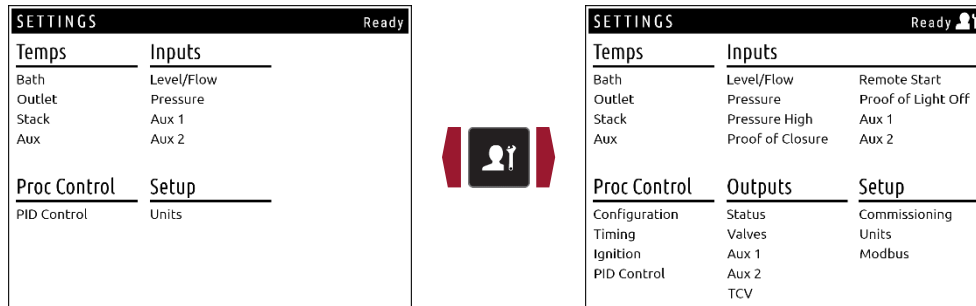 SETTINGS Ready
Temps Inputs
Bath Level/Flow
Outlet Pressure
Stack Aux 1
Aux Aux 2
Proc Control Setup
PID Control Units
SETTINGS Ready
Temps Inputs
Bath Level/Flow Remote Start
Outlet Pressure Proof of Light Off
Stack Pressure High Aux 1
Aux Proof of Closure Aux 2
Proc Control Outputs Setup
Configuration Status Commissioning
Timing Valves Units
Ignition Aux 1 Modbus
PID Control Aux 2
TCV